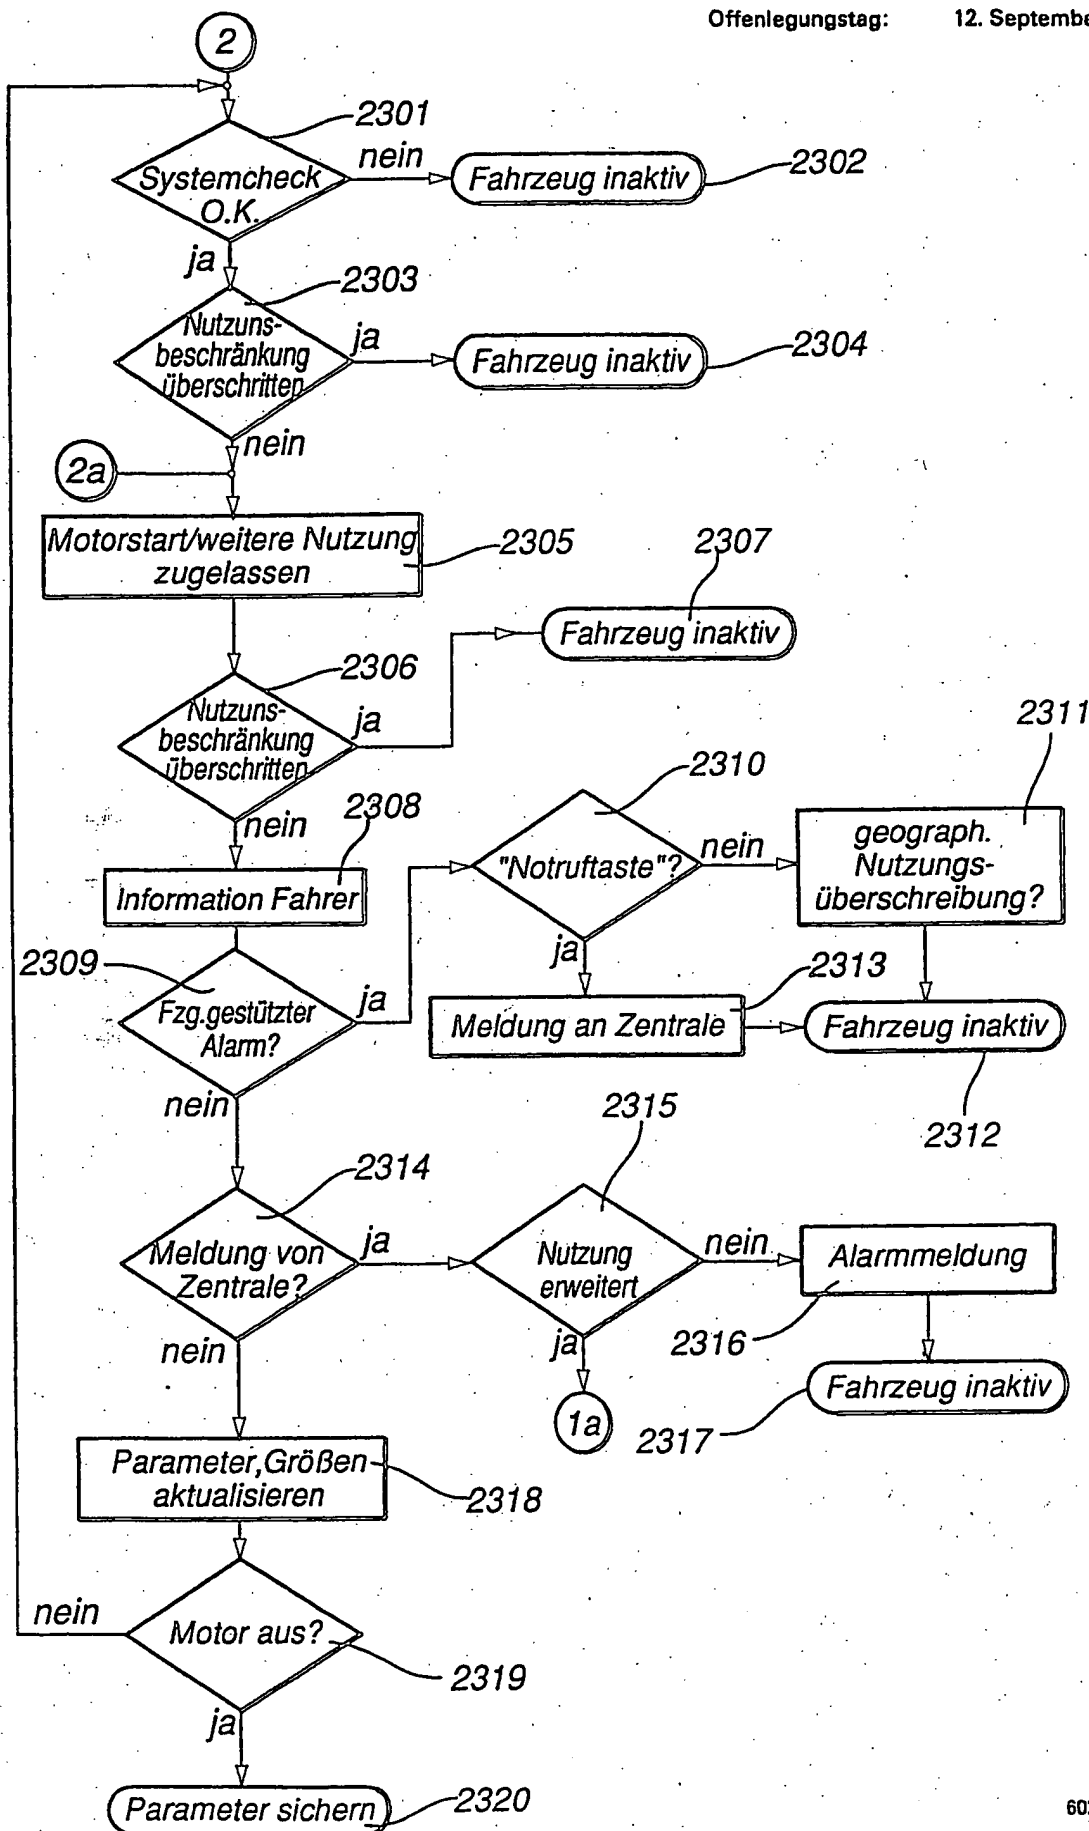 Offenlegungstag: 12. Septembe
2
2301
Systemcheck
O.K.
nein
Fahrzeug inaktiv
2302
ja
2303
Nutzuns-
beschränkung
überschritten
ja
Fahrzeug inaktiv
2304
nein
2a
Motorstart/weitere Nutzung
zugelassen
2305
2307
Fahrzeug inaktiv
2306
Nutzuns-
beschränkung
überschritten
ja
nein
2308
Information Fahrer
2310
"Notruftaste"?
nein
2311
geograph.
Nutzungs-
überschreibung?
ja
2309
Fzg.gestützter
Alarm?
ja
2313
Meldung an Zentrale
Fahrzeug inaktiv
2312
nein
2314
Meldung von
Zentrale?
ja
2315
Nutzung
erweitert
nein
Alarmmeldung
2316
ja
1a
Fahrzeug inaktiv
2317
nein
Parameter,Größen
aktualisieren
2318
nein
Motor aus?
2319
ja
Parameter sichern
2320
602